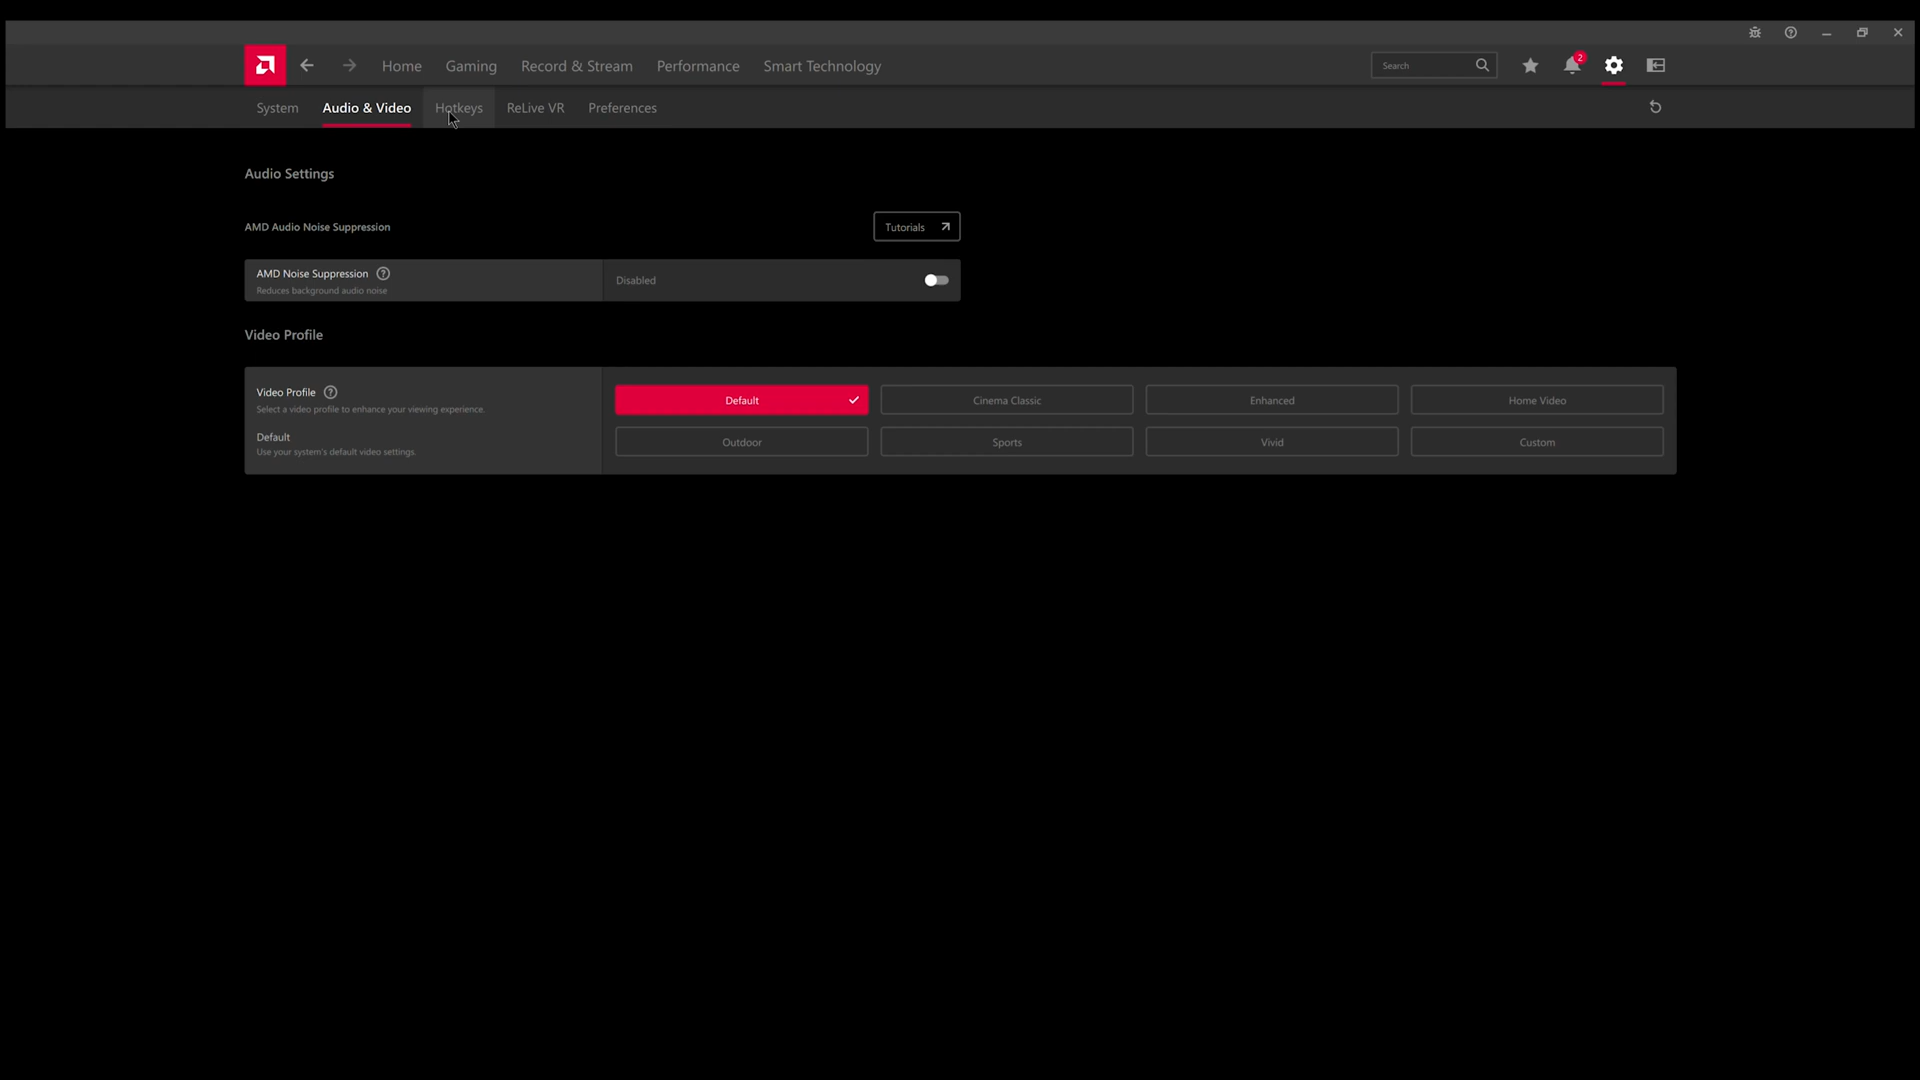 Home Gaming Record & Stream Performance Smart Technology Search 2
System Audio & Video Hotkeys ReLive VR Preferences
Audio Settings
AMD Audio Noise Suppression Tutorials
AMD Noise Suppression ? Disabled
Reduces background audio noise
Video Profile
Video Profile ?
Select a video profile to enhance your viewing experience.
Default
Use your system's default video settings.
Default Cinema Classic Enhanced Home Video
Outdoor Sports Vivid Custom